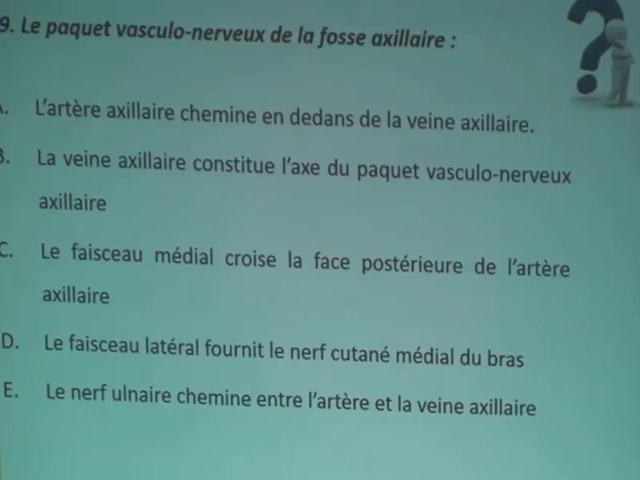 9. Le paquet vasculo-nerveux de la fosse axillaire :
A. L'artère axillaire chemine en dedans de la veine axillaire.
B. La veine axillaire constitue l'axe du paquet vasculo-nerveux
axillaire
C. Le faisceau médial croise la face postérieure de l'artère
axillaire
D. Le faisceau latéral fournit le nerf cutané médial du bras
E. Le nerf ulnaire chemine entre l'artère et la veine axillaire